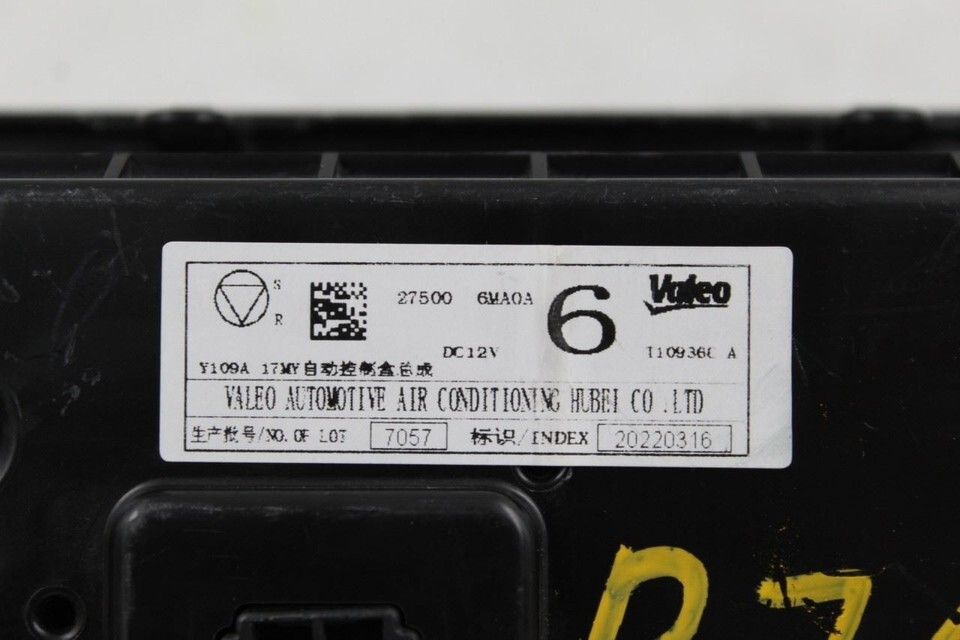 S
R
27500 6MA0A
6
Valeo
DC12V
Y109A 17MY自动控制盒总成
VALEO AUTOMOTIVE AIR CONDITIONING HUBEI CO .LTD
生产批号/NO.OF LOT 7057 标识/INDEX 20220316